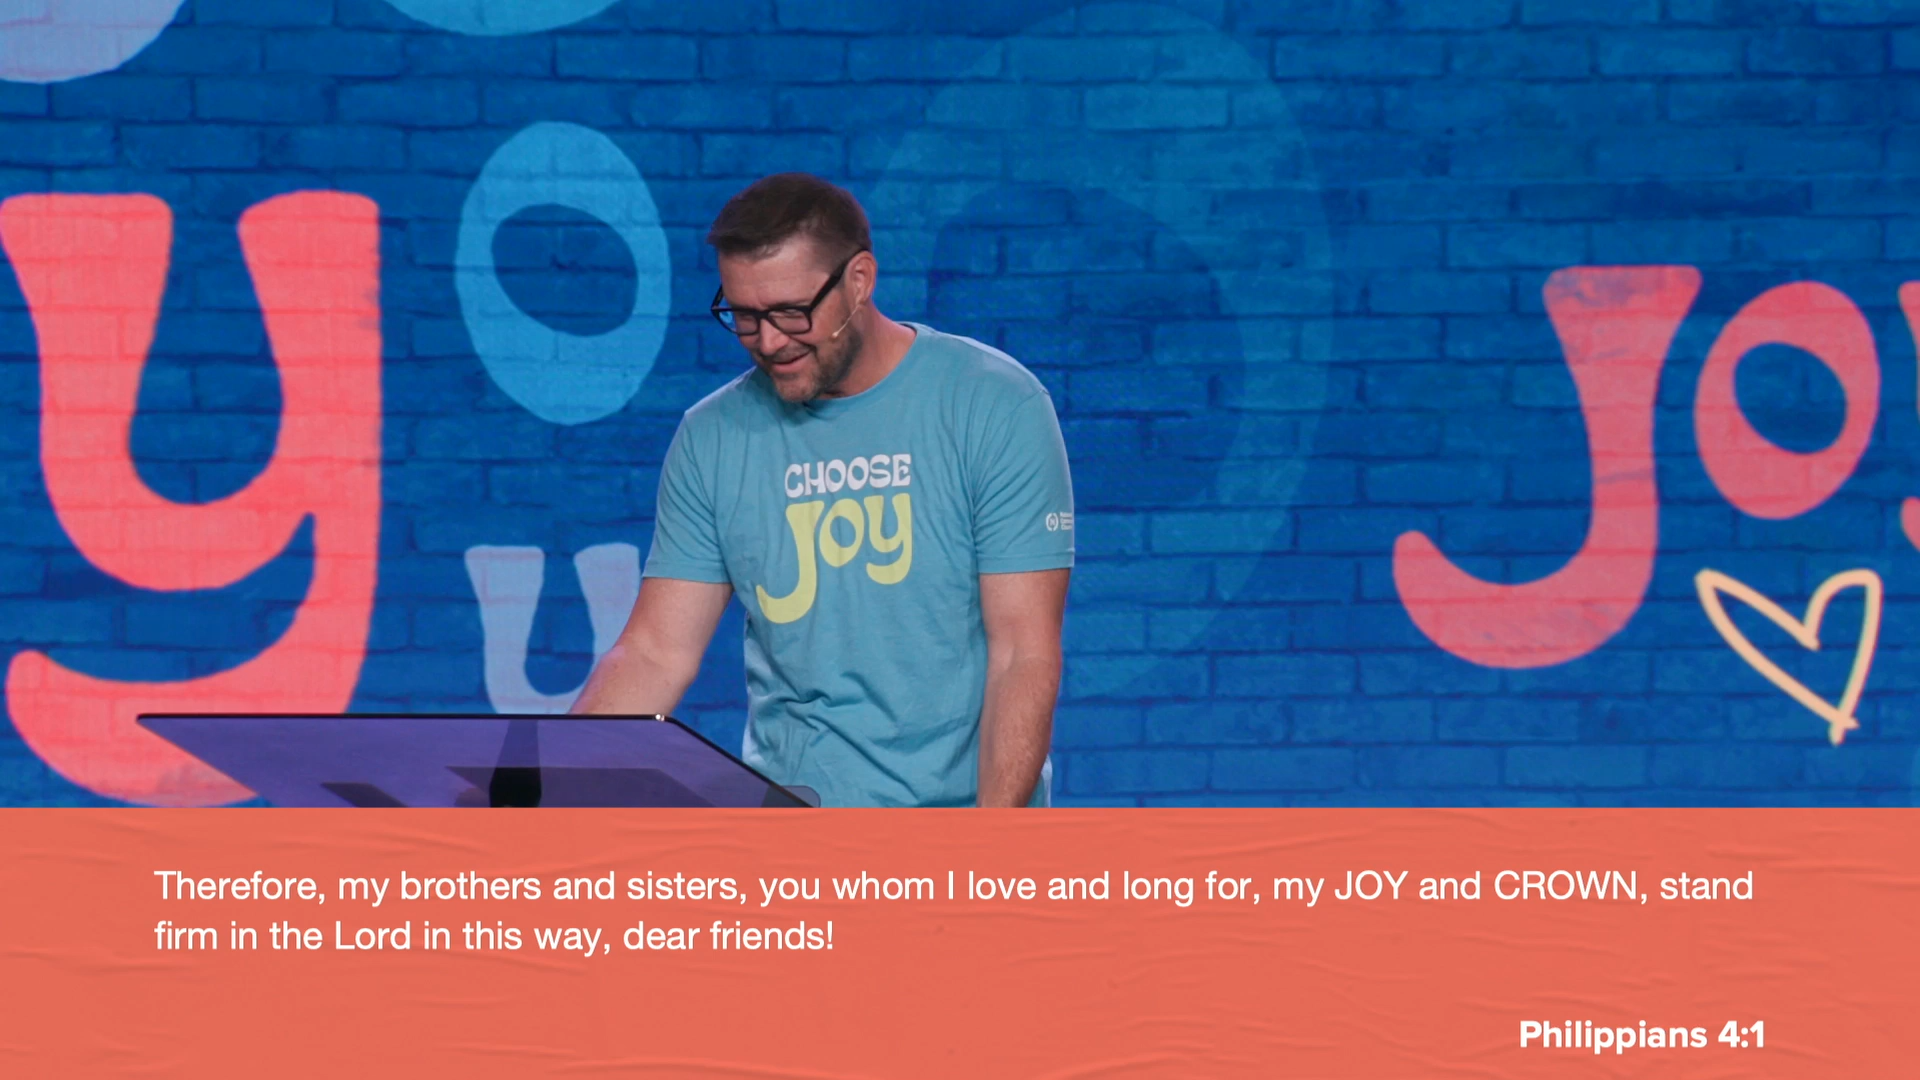 y o
u
Joy
CHOOSE
Joy
Therefore, my brothers and sisters, you whom I love and long for, my JOY and CROWN, stand
firm in the Lord in this way, dear friends!
Philippians 4:1